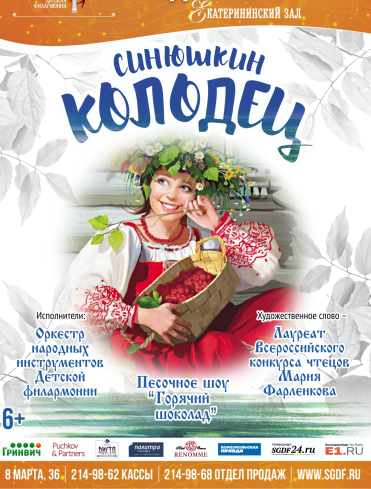 ФИЛАРМОНИЯ
Екатерининский зал
Синюшкин
колодец
Исполнители:
Оркестр
народных
инструментов
Детской
филармонии
Песочное шоу
"Горячий
шоколад"
Художественное слово –
Лауреат
Всероссийского
конкурса чтецов
Мария
Фарленкова
6+
ГРИНВИЧ
Puchkov
& Partners
палитра
RENOMME
КОМСОМОЛЬСКАЯ
ПРАВДА
SGDF24.ru
E1.RU
8 МАРТА, 36 | 214-98-62 КАССЫ | 214-98-68 ОТДЕЛ ПРОДАЖ | WWW.SGDF.RU